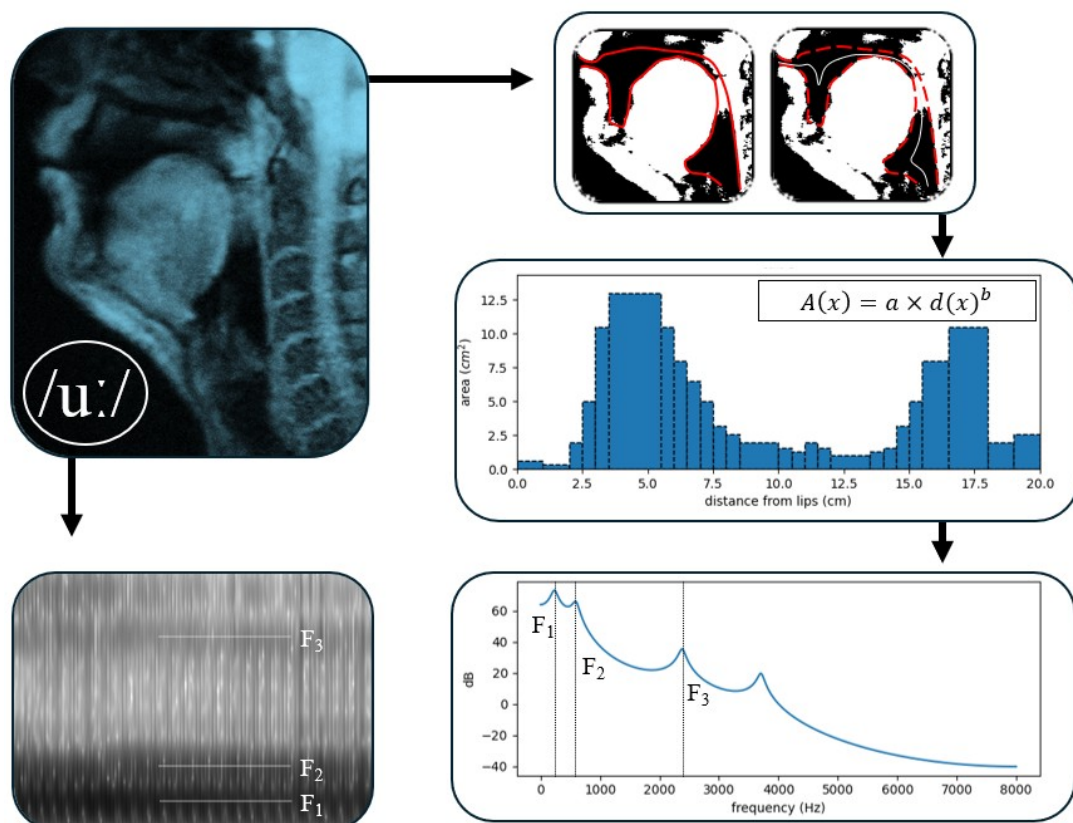 /uː/
A(x) = a × d(x)^b
area (cm²)
12.5
10.0
7.5
5.0
2.5
0.0
0.0 2.5 5.0 7.5 10.0 12.5 15.0 17.5 20.0
distance from lips (cm)
F₃
F₂
F₁
dB
60
40
20
0
−20
−40
F₁
F₂
F₃
0 1000 2000 3000 4000 5000 6000 7000 8000
frequency (Hz)